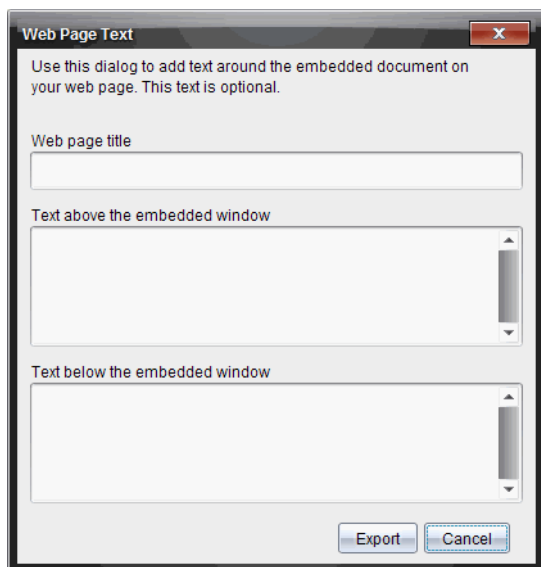 Web Page Text
Use this dialog to add text around the embedded document on
your web page. This text is optional.
Web page title
Text above the embedded window
Text below the embedded window
Export Cancel